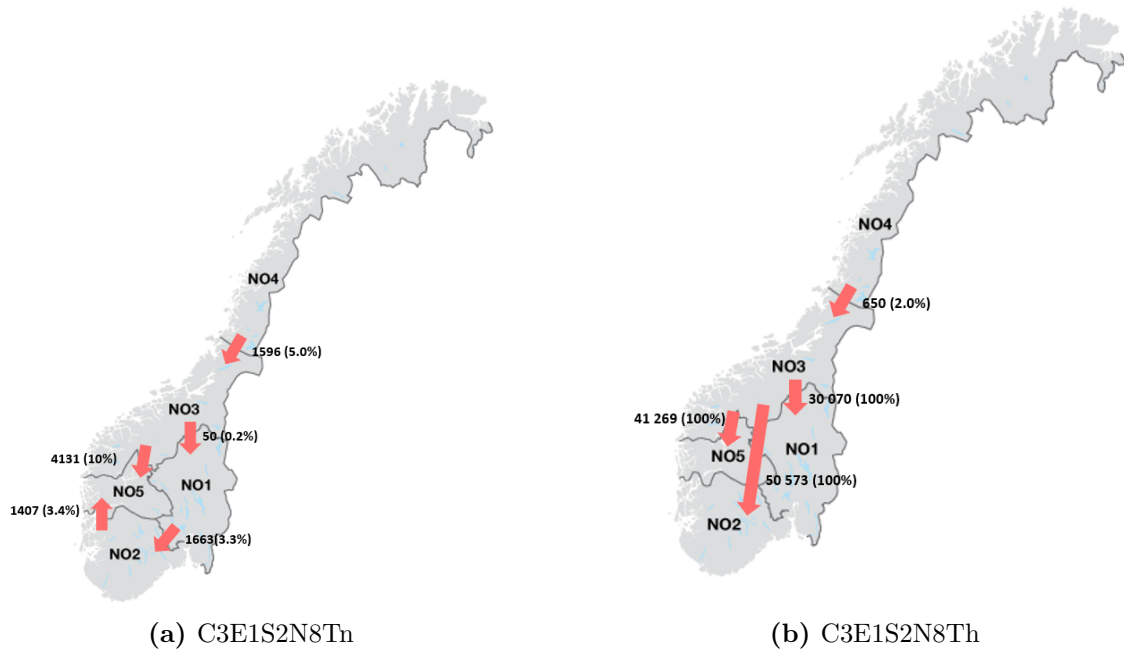 NO4
1596 (5.0%)
NO3
50 (0.2%)
4131 (10%)
NO5
NO1
1407 (3.4%)
1663(3.3%)
NO2
(a) C3E1S2N8Tn
NO4
650 (2.0%)
NO3
30 070 (100%)
41 269 (100%)
NO5
NO1
50 573 (100%)
NO2
(b) C3E1S2N8Th